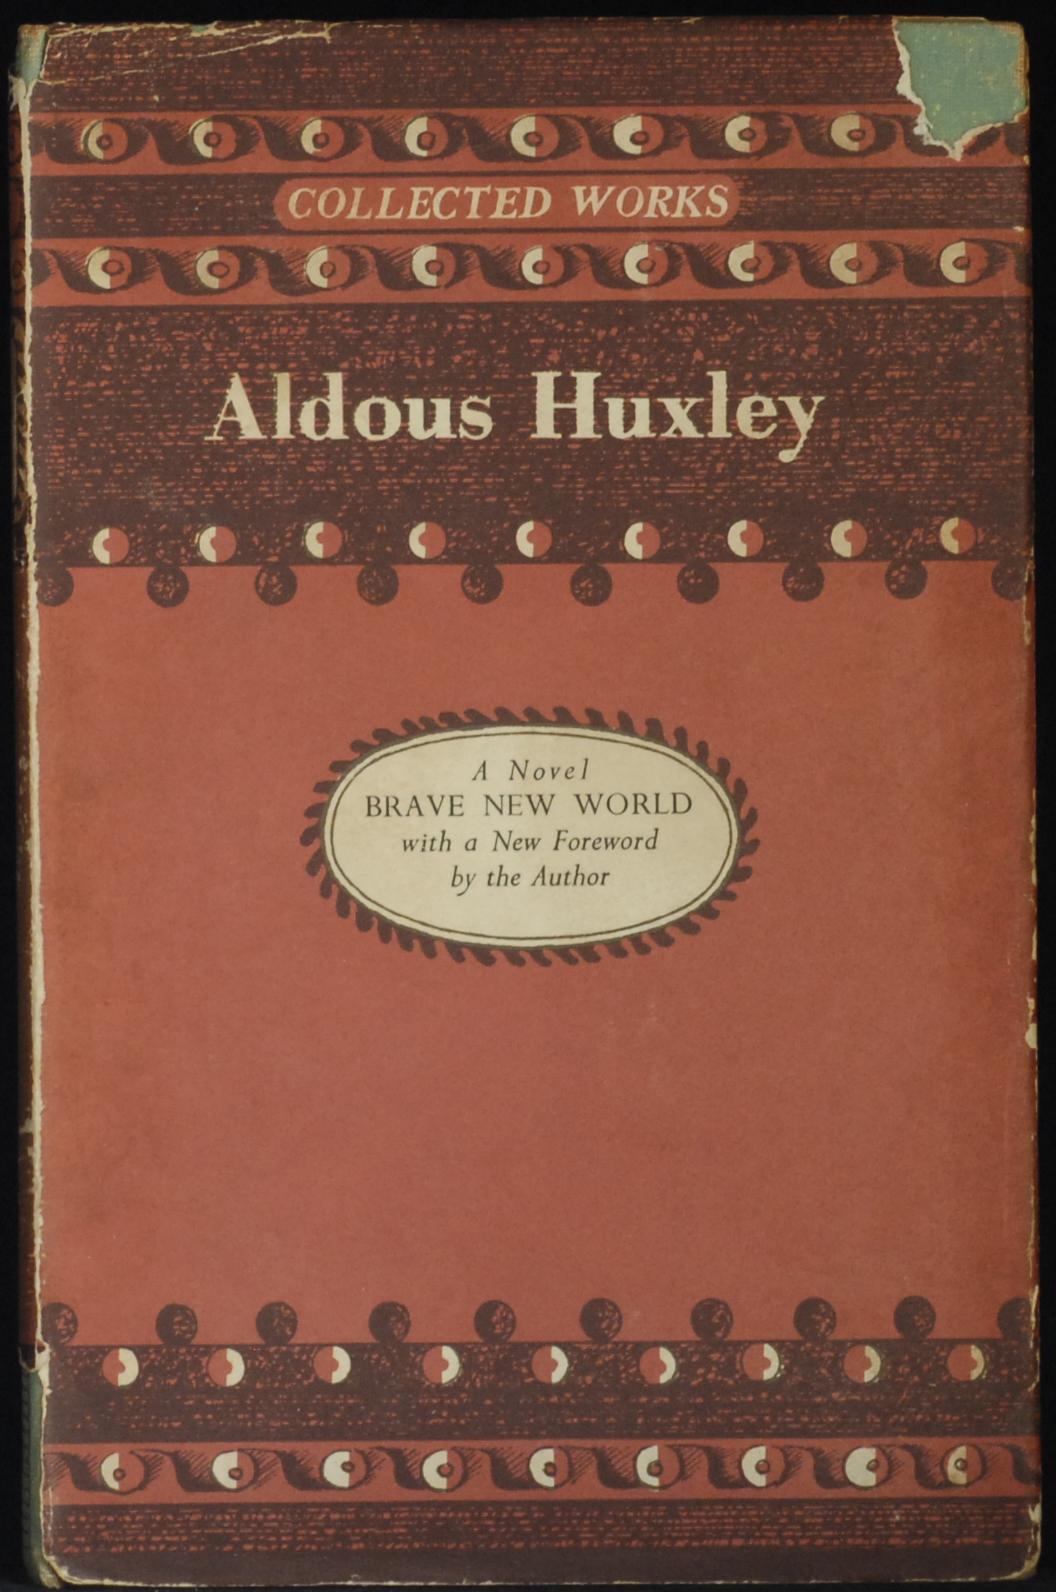 COLLECTED WORKS
Aldous Huxley
A Novel
BRAVE NEW WORLD
with a New Foreword
by the Author